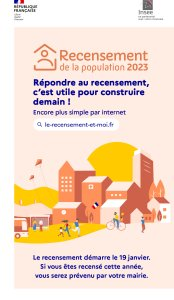 RÉPUBLIQUE
FRANÇAISE
Insee
Recensement
de la population 2023
Répondre au recensement,
c'est utile pour construire
demain !
Encore plus simple par internet
le-recensement-et-moi.fr
Le recensement démarre le 19 janvier.
Si vous êtes recensé cette année,
vous serez prévenu par votre mairie.